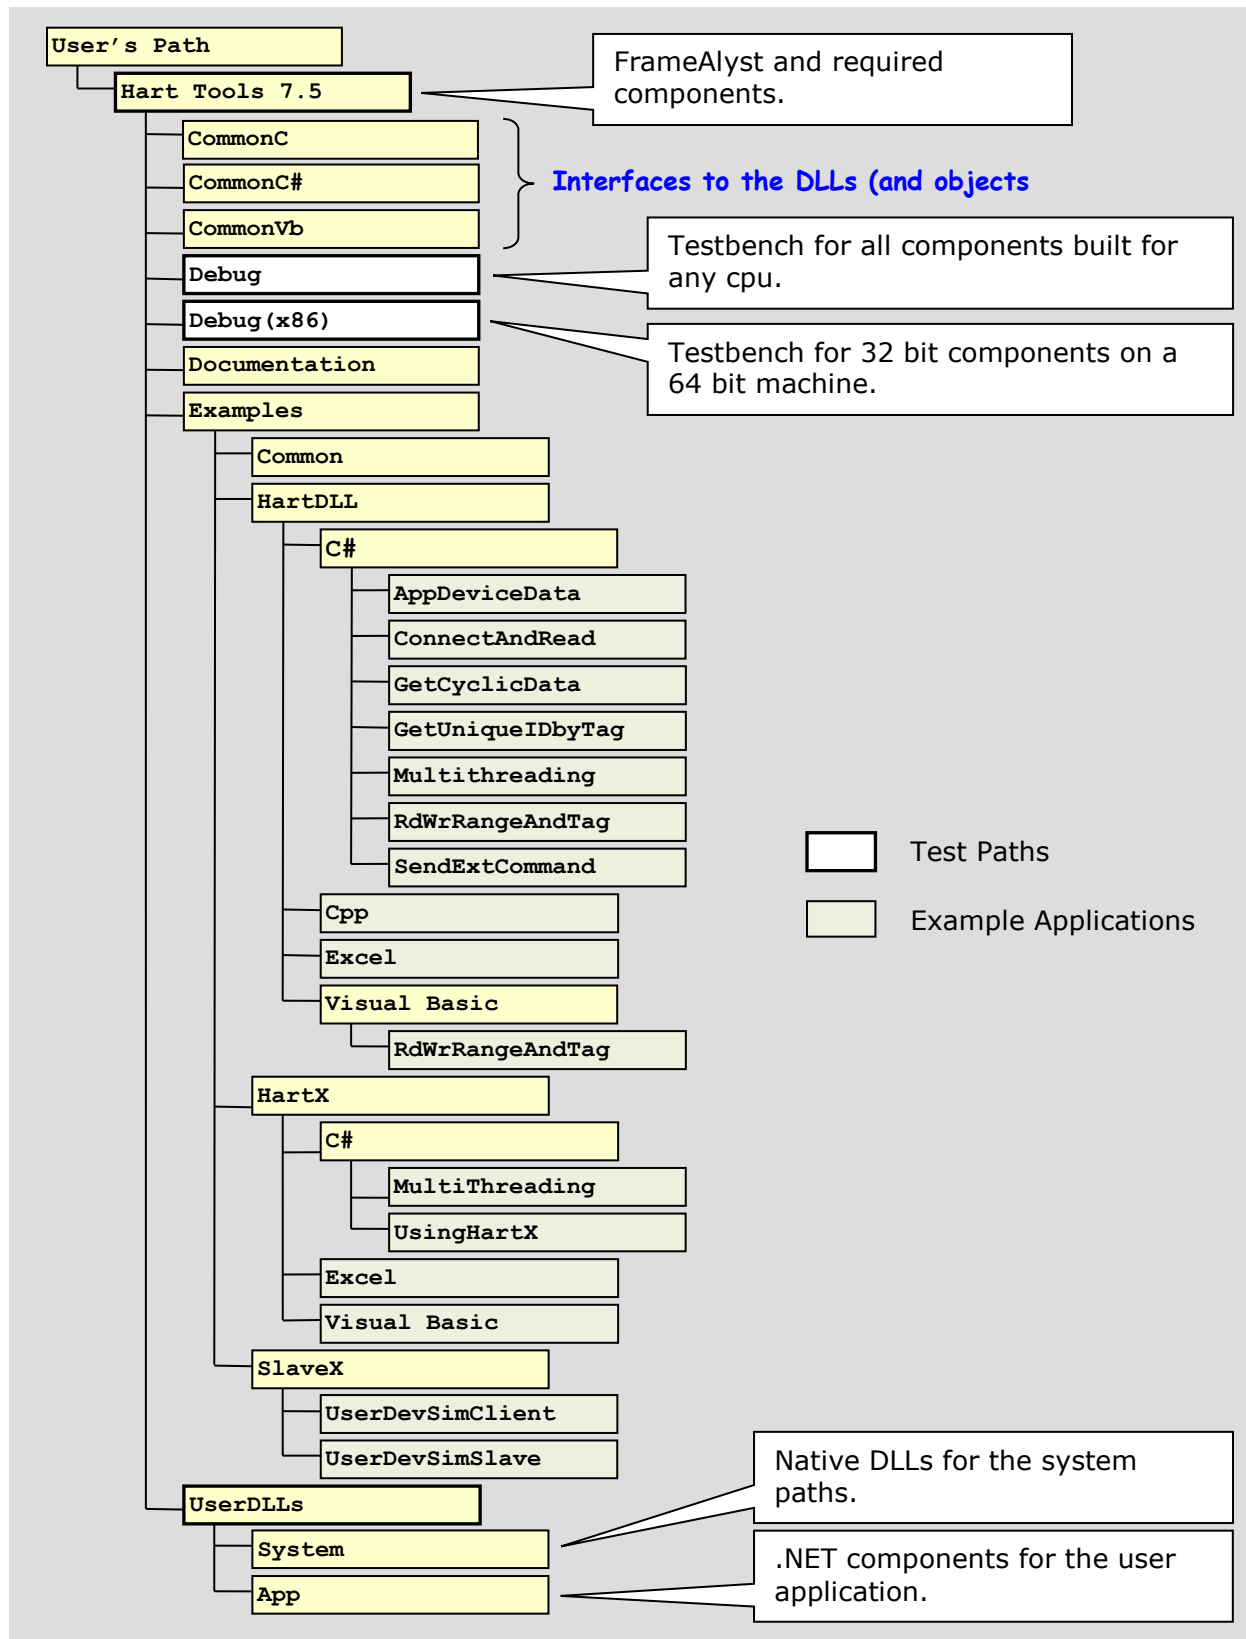 User's Path
FrameAlyst and required
components.
Hart Tools 7.5
CommonC
CommonC#
Interfaces to the DLLs (and objects
CommonVb
Testbench for all components built for
any cpu.
Debug
Debug(x86)
Testbench for 32 bit components on a
64 bit machine.
Documentation
Examples
Common
HartDLL
C#
AppDeviceData
ConnectAndRead
GetCyclicData
GetUniqueIDbyTag
Multithreading
RdWrRangeAndTag
SendExtCommand
Test Paths
Example Applications
Cpp
Excel
Visual Basic
RdWrRangeAndTag
HartX
C#
MultiThreading
UsingHartX
Excel
Visual Basic
SlaveX
UserDevSimClient
UserDevSimSlave
Native DLLs for the system
paths.
UserDLLs
System
.NET components for the user
application.
App